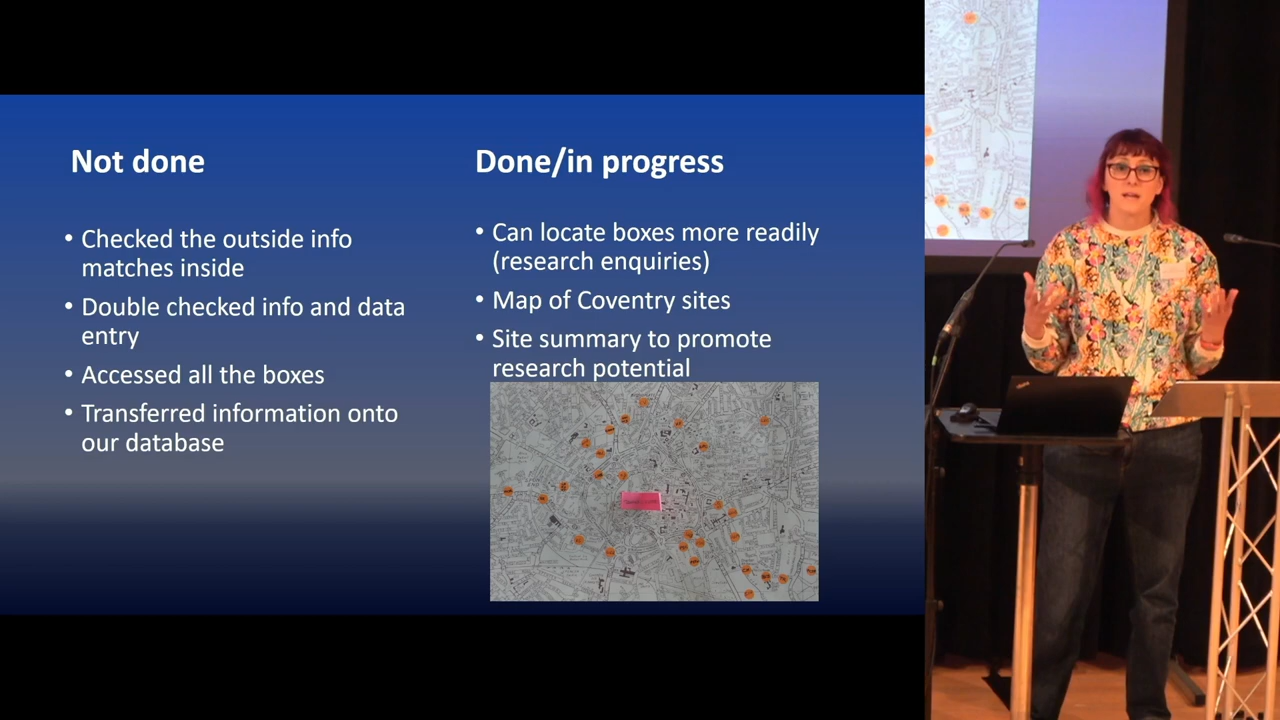 Not done
Checked the outside info
matches inside
Double checked info and data
entry
Accessed all the boxes
Transferred information onto
our database
Done/in progress
Can locate boxes more readily
(research enquiries)
Map of Coventry sites
Site summary to promote
research potential